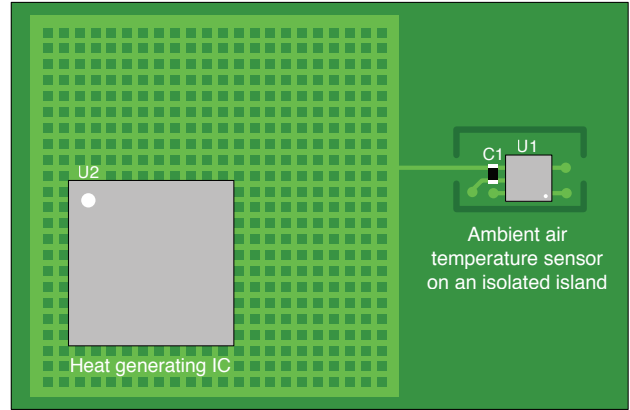 U2
Heat generating IC
C1
U1
Ambient air
temperature sensor
on an isolated island